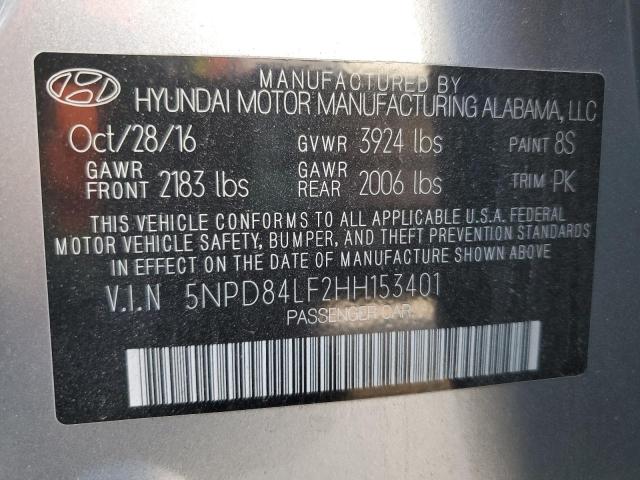 MANUFACTURED BY
HYUNDAI MOTOR MANUFACTURING ALABAMA, LLC
Oct/28/16 GVWR 3924 lbs PAINT 8S
GAWR FRONT 2183 lbs GAWR REAR 2006 lbs TRIM PK
THIS VEHICLE CONFORMS TO ALL APPLICABLE U.S.A. FEDERAL
MOTOR VEHICLE SAFETY, BUMPER, AND THEFT PREVENTION STANDARDS
IN EFFECT ON THE DATE OF MANUFACTURE SHOWN ABOVE.
V.I.N 5NPD84LF2HH153401
PASSENGER CAR